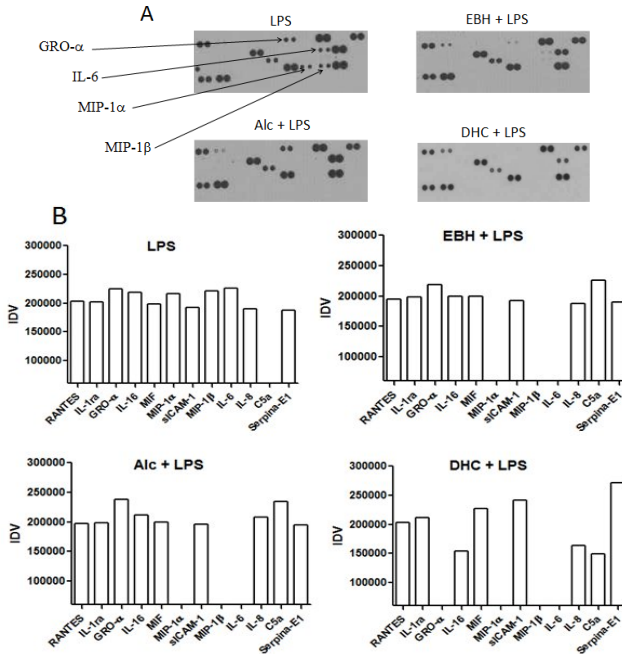 A
LPS
EBH + LPS
GRO-α
IL-6
MIP-1α
MIP-1β
Alc + LPS
DHC + LPS
B
LPS
300000
250000
200000
150000
100000
IDV
RANTES
IL-1ra
GRO-α
IL-16
MIF
MIP-1α
sICAM-1
MIP-1β
IL-6
IL-8
C5a
Serpina-E1
EBH + LPS
300000
250000
200000
150000
100000
IDV
RANTES
IL-1ra
GRO-α
IL-16
MIF
MIP-1α
sICAM-1
MIP-1β
IL-6
IL-8
C5a
Serpina-E1
Alc + LPS
300000
250000
200000
150000
100000
IDV
RANTES
IL-1ra
GRO-α
IL-16
MIF
MIP-1α
sICAM-1
MIP-1β
IL-6
IL-8
C5a
Serpina-E1
DHC + LPS
300000
250000
200000
150000
100000
IDV
RANTES
IL-1ra
GRO-α
IL-16
MIF
MIP-1α
sICAM-1
MIP-1β
IL-6
IL-8
C5a
Serpina-E1